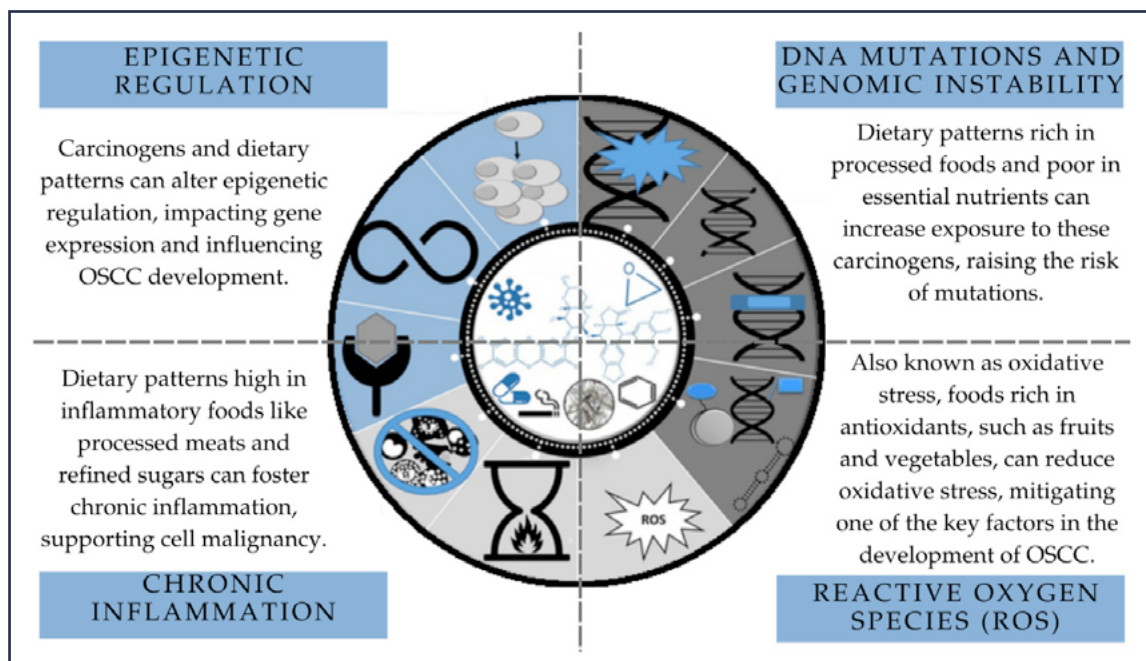 EPIGENETIC
REGULATION
Carcinogens and dietary
patterns can alter epigenetic
regulation, impacting gene
expression and influencing
OSCC development.
DNA MUTATIONS AND
GENOMIC INSTABILITY
Dietary patterns rich in
processed foods and poor in
essential nutrients can
increase exposure to these
carcinogens, raising the risk
of mutations.
O
ROS
Dietary patterns high in
inflammatory foods like
processed meats and
refined sugars can foster
chronic inflammation,
supporting cell malignancy.
CHRONIC
INFLAMMATION
Also known as oxidative
stress, foods rich in
antioxidants, such as fruits
and vegetables, can reduce
oxidative stress, mitigating
one of the key factors in the
development of OSCC.
REACTIVE OXYGEN
SPECIES (ROS)